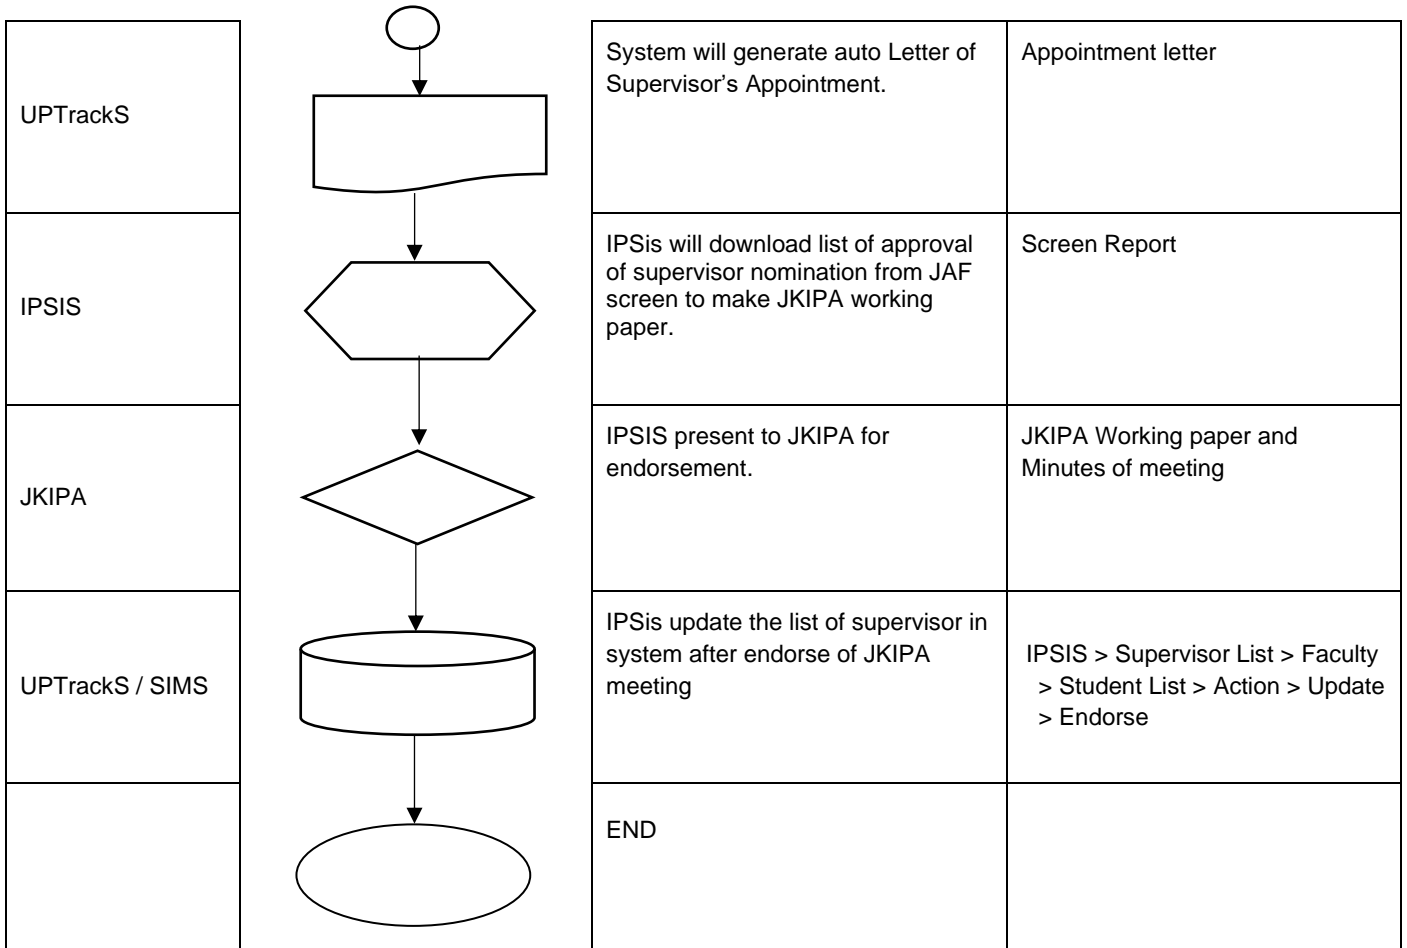 UPTrackS
System will generate auto Letter of
Supervisor's Appointment.
Appointment letter
IPSIS
IPSis will download list of approval
of supervisor nomination from JAF
screen to make JKIPA working
paper.
Screen Report
JKIPA
IPSIS present to JKIPA for
endorsement.
JKIPA Working paper and
Minutes of meeting
UPTrackS / SIMS
IPSis update the list of supervisor in
system after endorse of JKIPA
meeting
IPSIS > Supervisor List > Faculty
> Student List > Action > Update
> Endorse
END